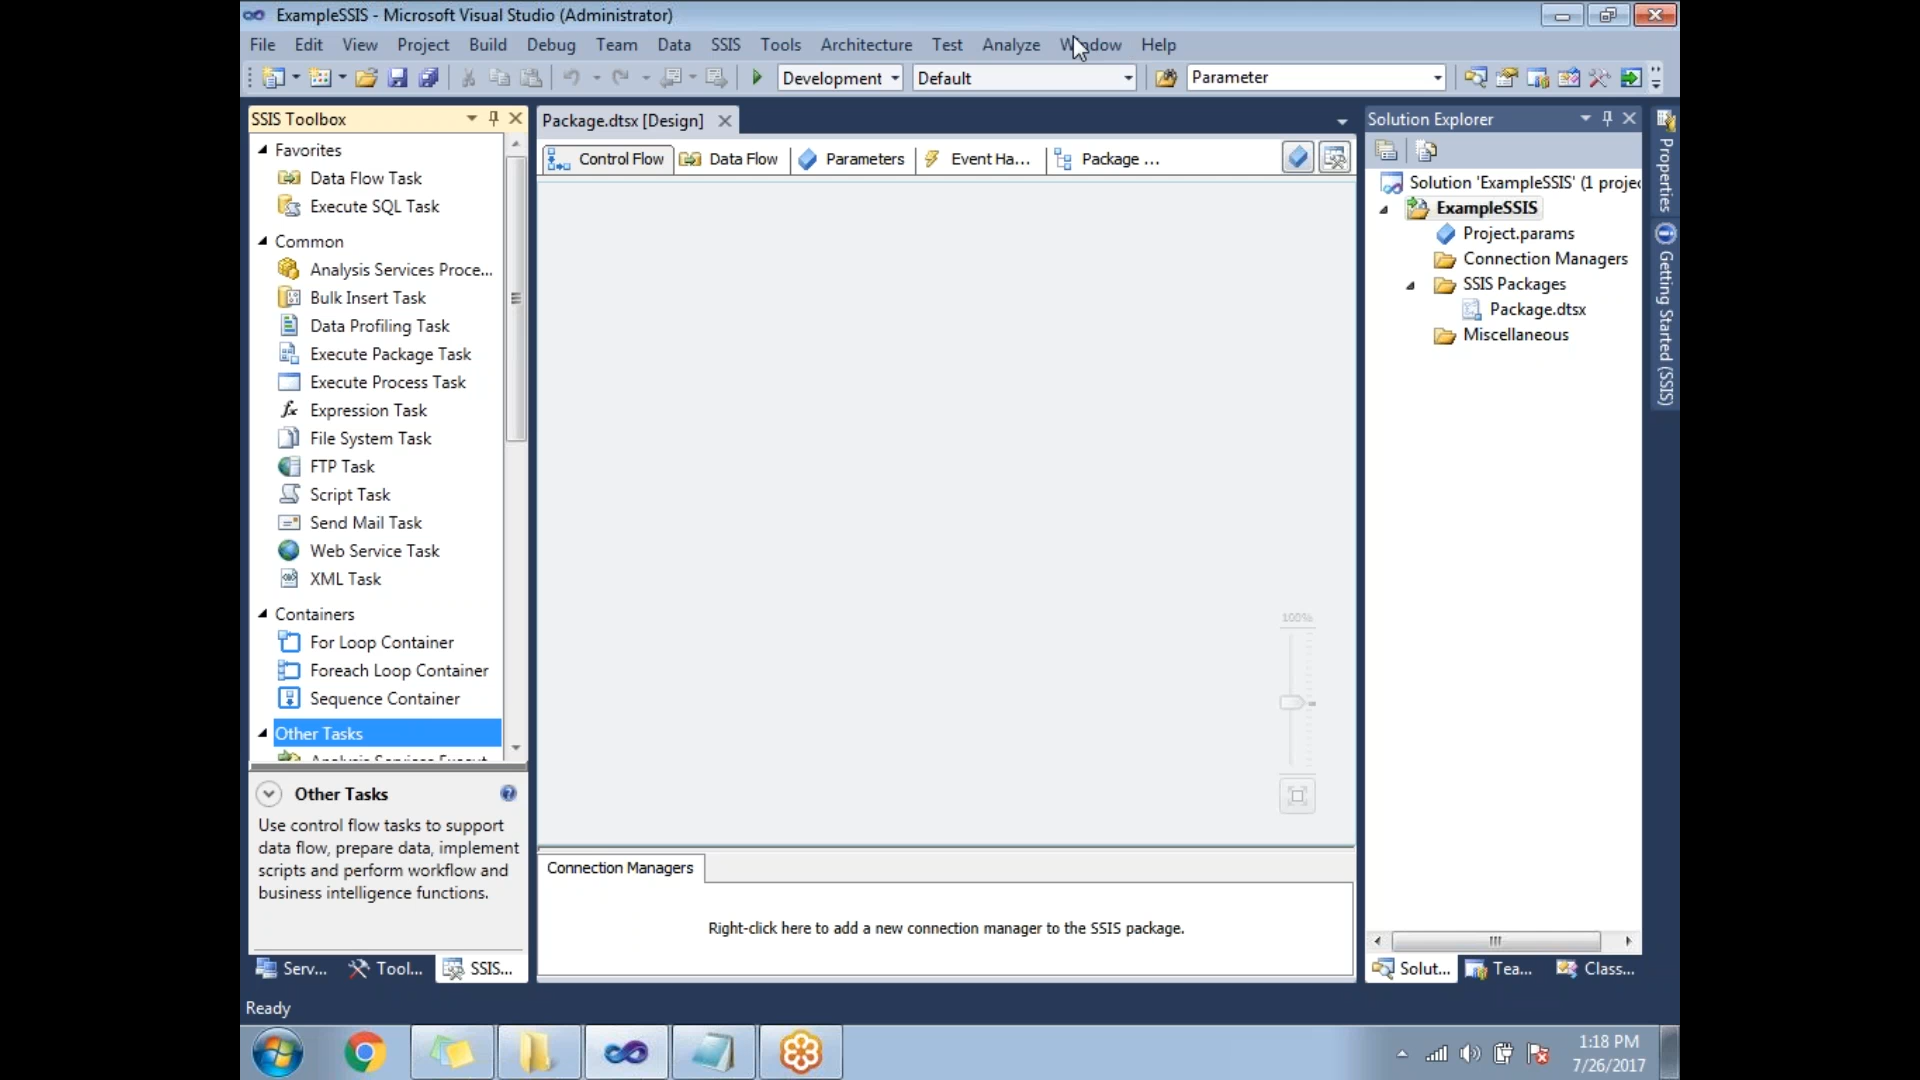 ExampleSSIS - Microsoft Visual Studio (Administrator)
File Edit View Project Build Debug Team Data SSIS Tools Architecture Test Analyze Window Help
Development Default Parameter
SSIS Toolbox
Favorites
Data Flow Task
Execute SQL Task
Common
Analysis Services Proce...
Bulk Insert Task
Data Profiling Task
Execute Package Task
Execute Process Task
Expression Task
File System Task
FTP Task
Script Task
Send Mail Task
Web Service Task
XML Task
Containers
For Loop Container
Foreach Loop Container
Sequence Container
Other Tasks
Analysis Services Execut
Other Tasks
Use control flow tasks to support
data flow, prepare data, implement
scripts and perform workflow and
business intelligence functions.
Serv... Tool... SSIS...
Package.dtsx [Design]
Control Flow Data Flow Parameters Event Ha... Package ...
100%
Connection Managers
Right-click here to add a new connection manager to the SSIS package.
Solution Explorer
Solution 'ExampleSSIS' (1 projec
ExampleSSIS
Project.params
Connection Managers
SSIS Packages
Package.dtsx
Miscellaneous
Solut... Tea... Class...
Properties
Getting Started (SSIS)
Ready
1:18 PM
7/26/2017